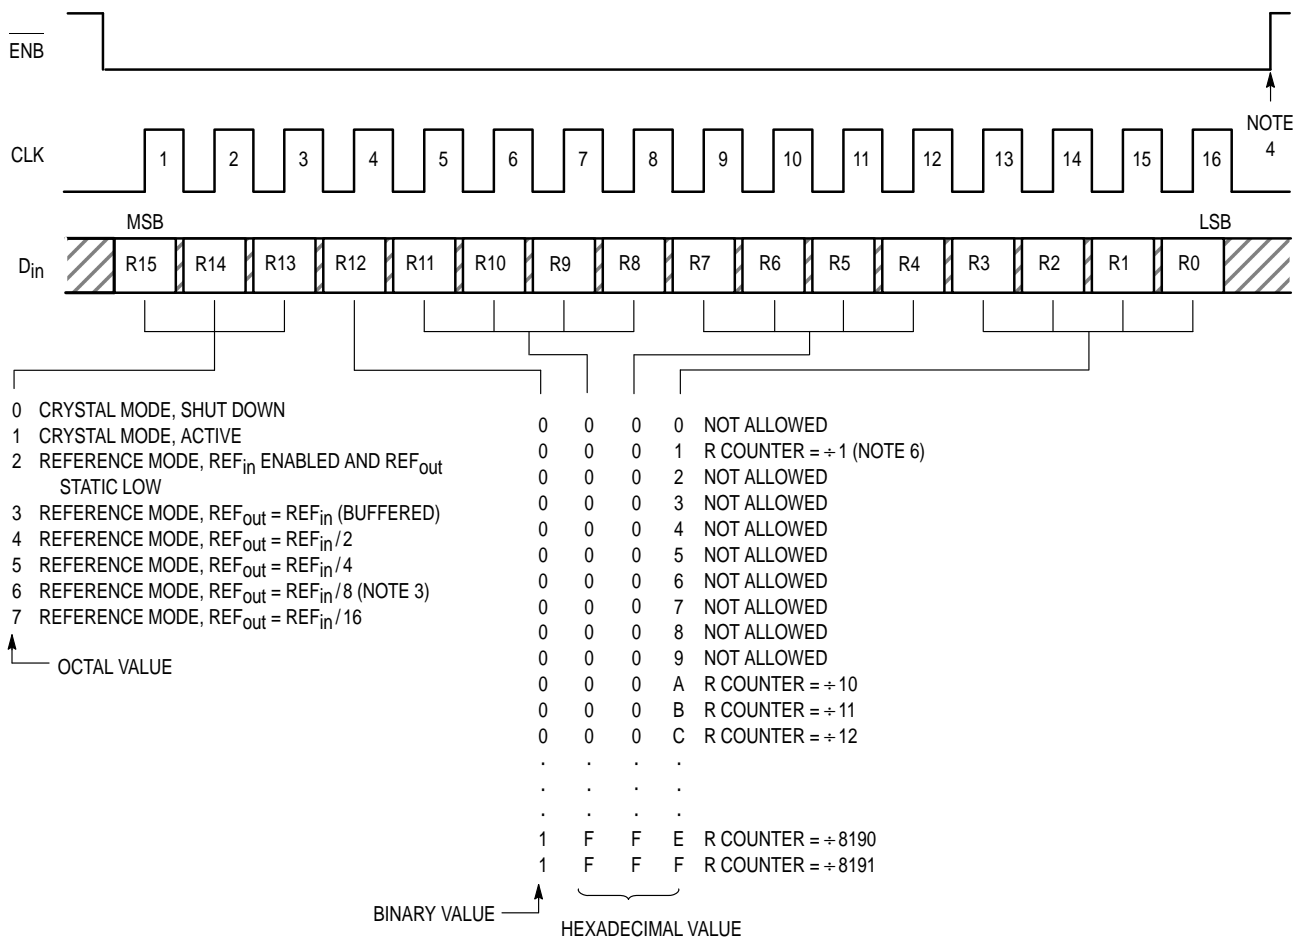 ENB
NOTE
4
CLK
1 2 3 4 5 6 7 8 9 10 11 12 13 14 15 16
MSB
LSB
Din
R15 R14 R13 R12 R11 R10 R9 R8 R7 R6 R5 R4 R3 R2 R1 R0
0 CRYSTAL MODE, SHUT DOWN
1 CRYSTAL MODE, ACTIVE
2 REFERENCE MODE, REFin ENABLED AND REFout
STATIC LOW
3 REFERENCE MODE, REFout = REFin (BUFFERED)
4 REFERENCE MODE, REFout = REFin/2
5 REFERENCE MODE, REFout = REFin/4
6 REFERENCE MODE, REFout = REFin/8 (NOTE 3)
7 REFERENCE MODE, REFout = REFin/16
OCTAL VALUE
0 0 0 0 NOT ALLOWED
0 0 0 1 R COUNTER = ÷1 (NOTE 6)
0 0 0 2 NOT ALLOWED
0 0 0 3 NOT ALLOWED
0 0 0 4 NOT ALLOWED
0 0 0 5 NOT ALLOWED
0 0 0 6 NOT ALLOWED
0 0 0 7 NOT ALLOWED
0 0 0 8 NOT ALLOWED
0 0 0 9 NOT ALLOWED
0 0 0 A R COUNTER = ÷10
0 0 0 B R COUNTER = ÷11
0 0 0 C R COUNTER = ÷12
. . . .
. . . .
. . . .
1 F F E R COUNTER = ÷8190
1 F F F R COUNTER = ÷8191
BINARY VALUE
HEXADECIMAL VALUE